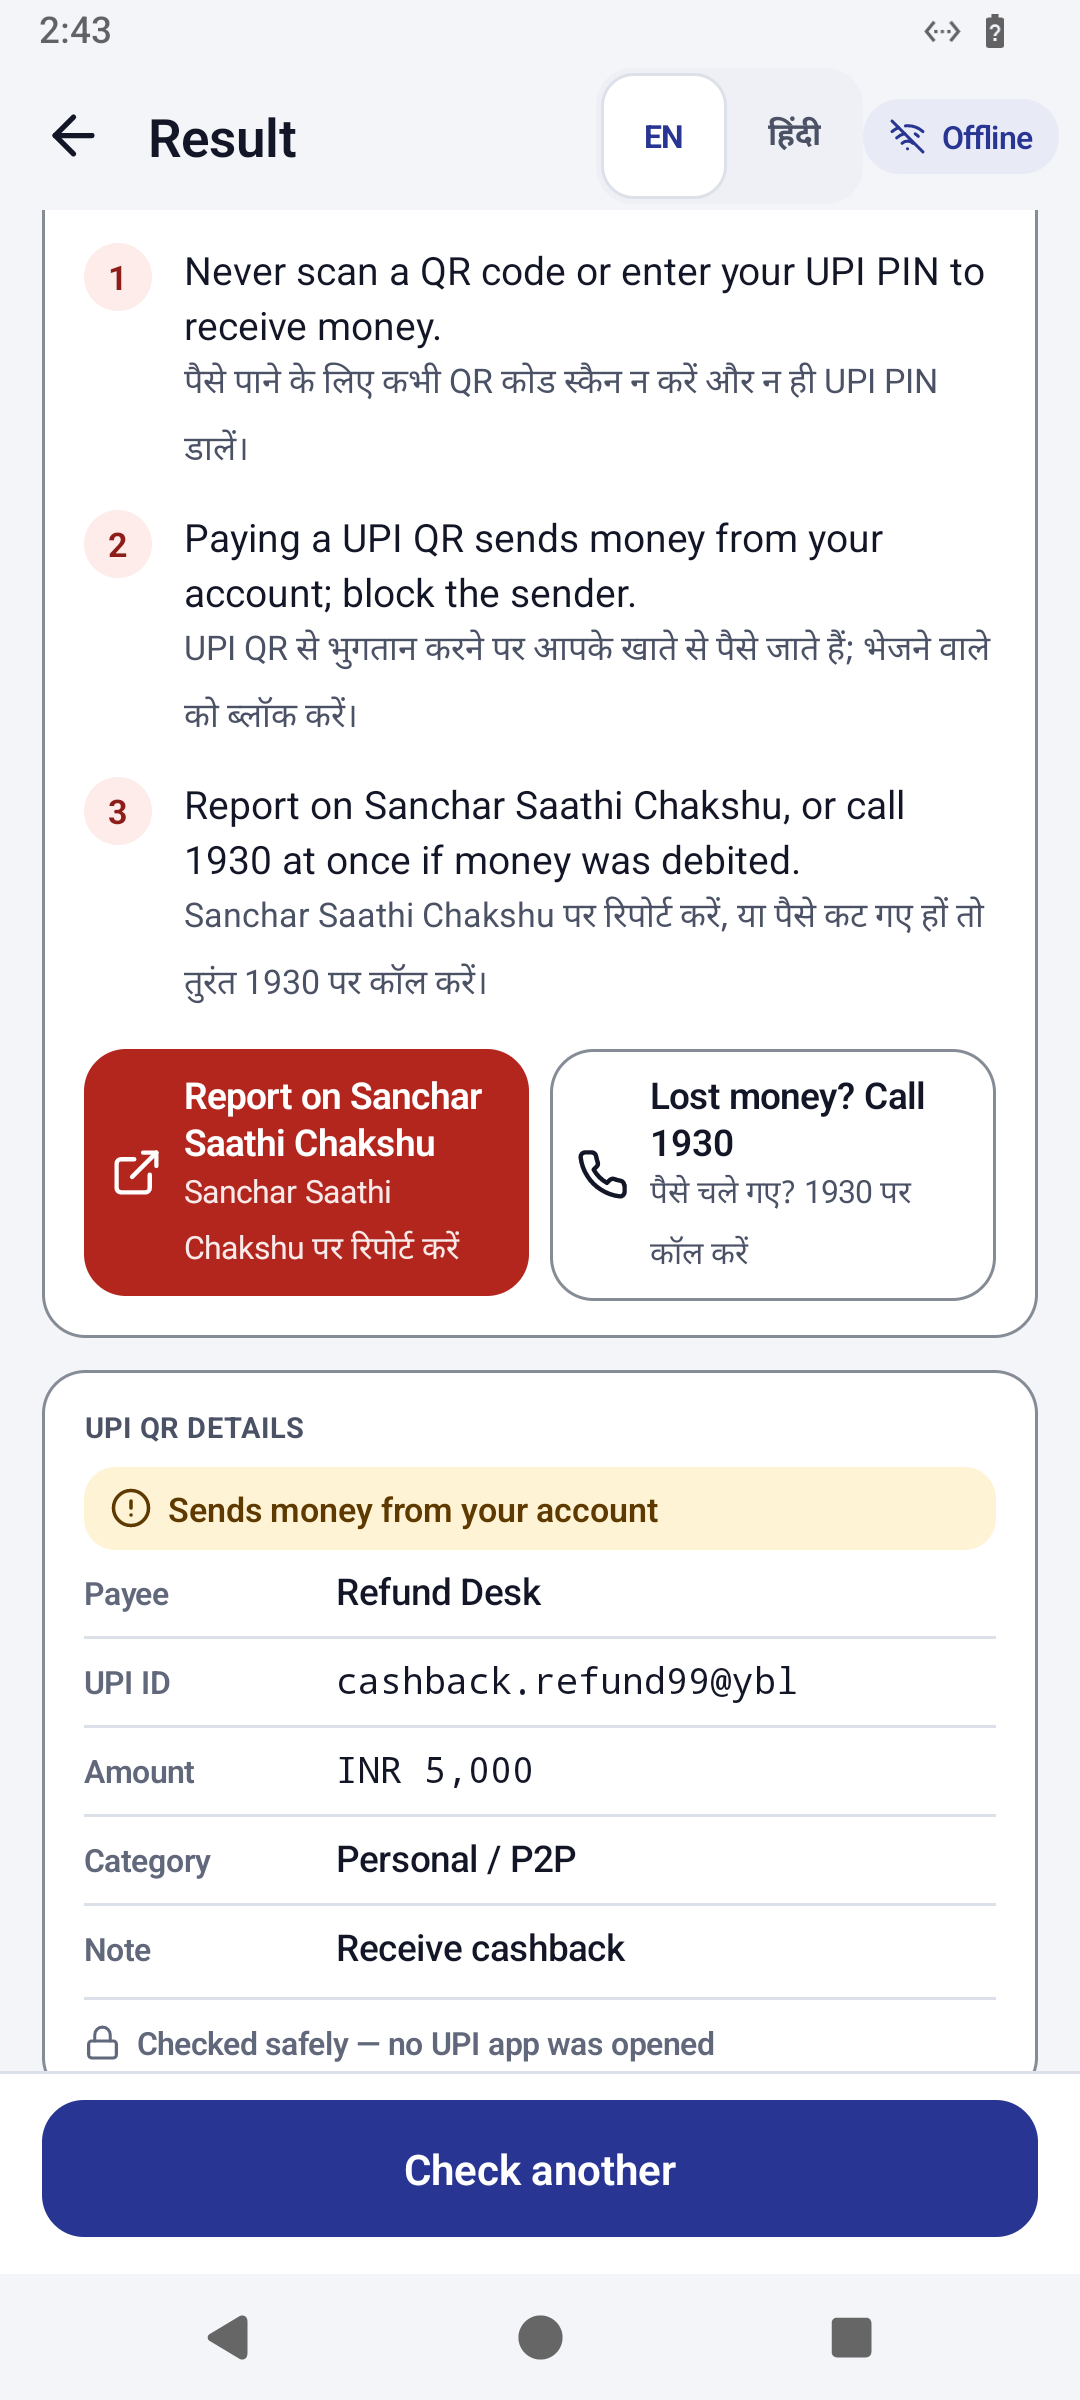 2:43
Result
EN
हिंदी
Offline
1
Never scan a QR code or enter your UPI PIN to
receive money.
पैसे पाने के लिए कभी QR कोड स्कैन न करें और न ही UPI PIN
डालें।
2
Paying a UPI QR sends money from your
account; block the sender.
UPI QR से भुगतान करने पर आपके खाते से पैसे जाते हैं; भेजने वाले
को ब्लॉक करें।
3
Report on Sanchar Saathi Chakshu, or call
1930 at once if money was debited.
Sanchar Saathi Chakshu पर रिपोर्ट करें, या पैसे कट गए हों तो
तुरंत 1930 पर कॉल करें।
Report on Sanchar
Saathi Chakshu
Sanchar Saathi
Chakshu पर रिपोर्ट करें
Lost money? Call
1930
पैसे चले गए? 1930 पर
कॉल करें
UPI QR DETAILS
Sends money from your account
Payee Refund Desk
UPI ID cashback.refund99@ybl
Amount INR 5,000
Category Personal / P2P
Note Receive cashback
Checked safely — no UPI app was opened
Check another